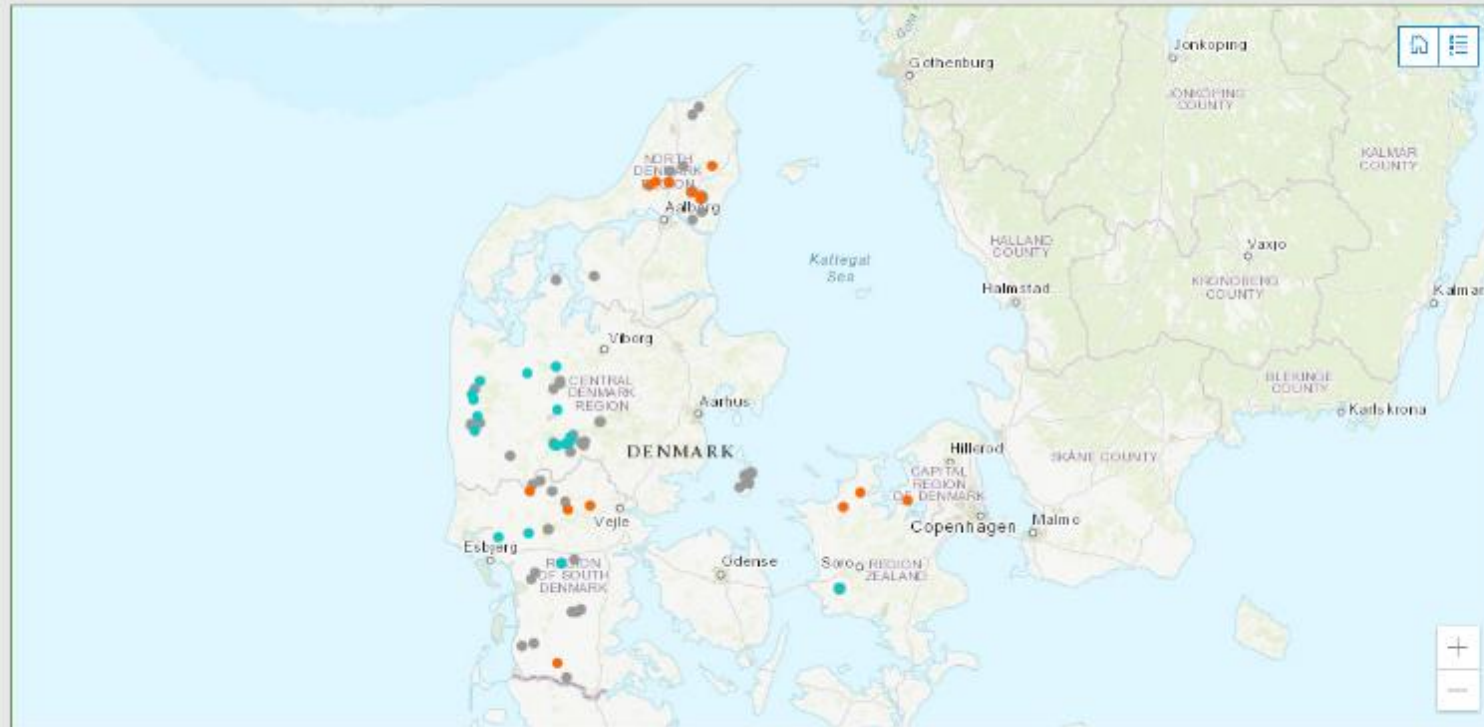 Jonkoping
Gothenburg
JONKOPING
COUNTY
KALMAR
COUNTY
NORTH
DENMARK
REGION
Aalborg
HALLAND
COUNTY
Vaxjo
Kattegat
Sea
KRONOBERG
COUNTY
Halmstad
Kalmar
Viborg
CENTRAL
DENMARK
REGION
BLEKINGE
COUNTY
Aarhus
Karlskrona
DENMARK
Hillerod
SKÅNE COUNTY
CAPITAL
REGION
OF DENMARK
Vejle
Copenhagen
Malmo
Esbjerg
Odense
Soro
REGION
ZEALAND
REGION
OF SOUTH
DENMARK
+
−